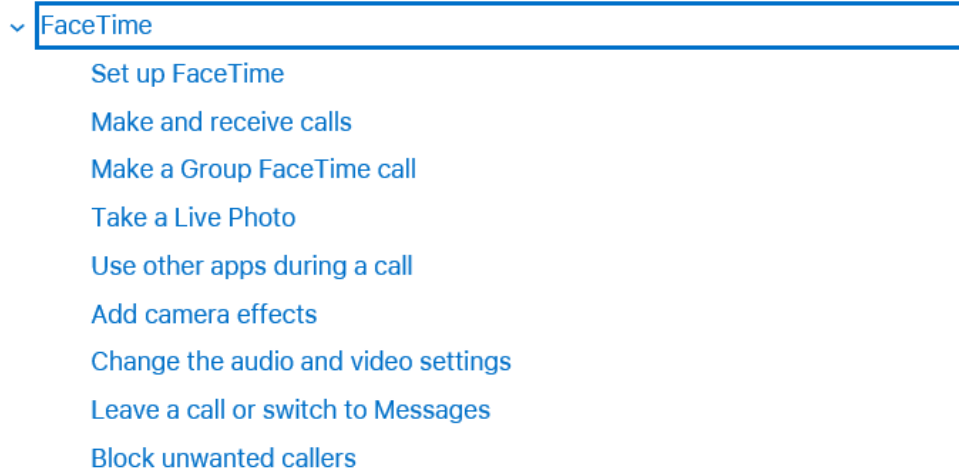 FaceTime
Set up FaceTime
Make and receive calls
Make a Group FaceTime call
Take a Live Photo
Use other apps during a call
Add camera effects
Change the audio and video settings
Leave a call or switch to Messages
Block unwanted callers